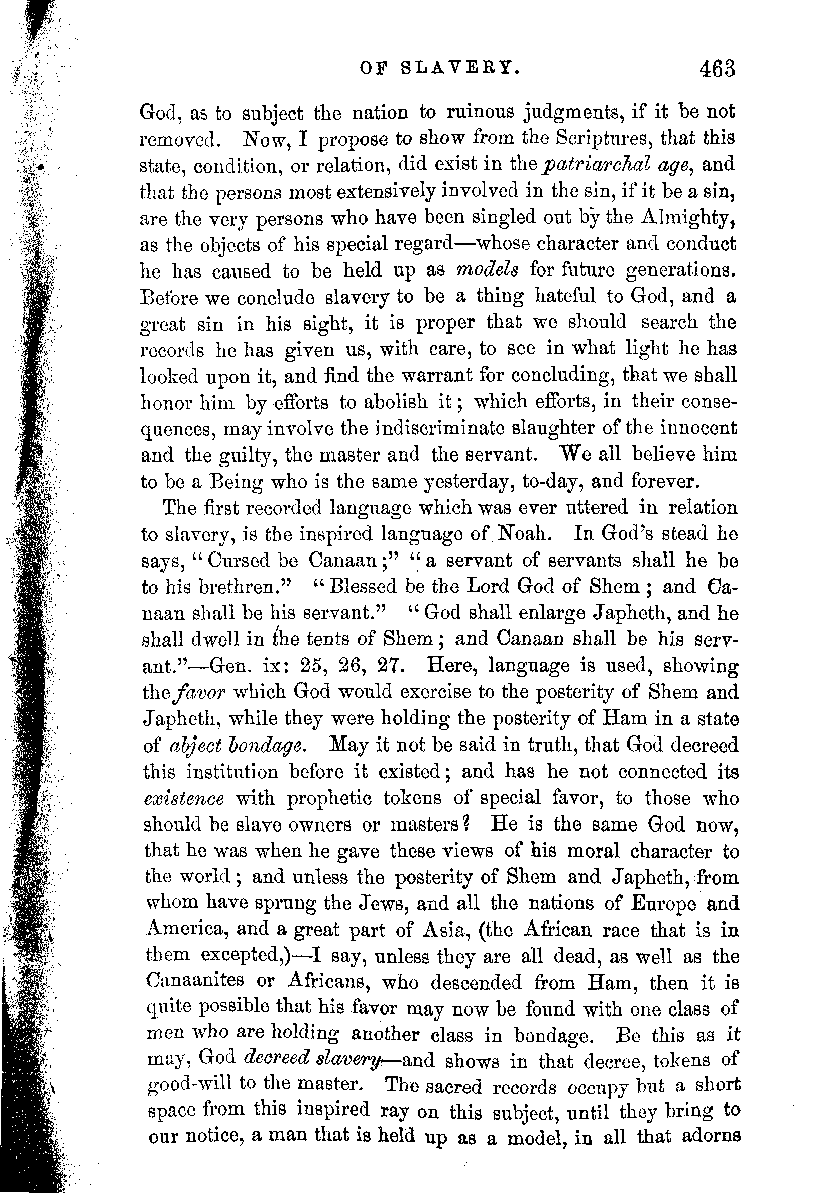 OF SLAVERY. 463
God, as to subject the nation to ruinous judgments, if it be not
removed. Now, I propose to show from the Scriptures, that this
state, condition, or relation, did exist in the patriarchal age, and
that the persons most extensively involved in the sin, if it be a sin,
are the very persons who have been singled out by the Almighty,
as the objects of his special regard—whose character and conduct
he has caused to be held up as models for future generations.
Before we conclude slavery to be a thing hateful to God, and a
great sin in his sight, it is proper that we should search the
records he has given us, with care, to see in what light he has
looked upon it, and find the warrant for concluding, that we shall
honor him by efforts to abolish it; which efforts, in their conse-
quences, may involve the indiscriminate slaughter of the innocent
and the guilty, the master and the servant. We all believe him
to be a Being who is the same yesterday, to-day, and forever.
The first recorded language which was ever uttered in relation
to slavery, is the inspired language of Noah. In God's stead he
says, "Cursed be Canaan;" "a servant of servants shall he be
to his brethren." "Blessed be the Lord God of Shem; and Ca-
naan shall be his servant." "God shall enlarge Japheth, and he
shall dwell in the tents of Shem; and Canaan shall be his serv-
ant."—Gen. ix: 25, 26, 27. Here, language is used, showing
the favor which God would exercise to the posterity of Shem and
Japheth, while they were holding the posterity of Ham in a state
of abject bondage. May it not be said in truth, that God decreed
this institution before it existed; and has he not connected its
existence with prophetic tokens of special favor, to those who
should be slave owners or masters? He is the same God now,
that he was when he gave these views of his moral character to
the world; and unless the posterity of Shem and Japheth, from
whom have sprung the Jews, and all the nations of Europe and
America, and a great part of Asia, (the African race that is in
them excepted,)—I say, unless they are all dead, as well as the
Canaanites or Africans, who descended from Ham, then it is
quite possible that his favor may now be found with one class of
men who are holding another class in bondage. Be this as it
may, God decreed slavery—and shows in that decree, tokens of
good-will to the master. The sacred records occupy but a short
space from this inspired ray on this subject, until they bring to
our notice, a man that is held up as a model, in all that adorns